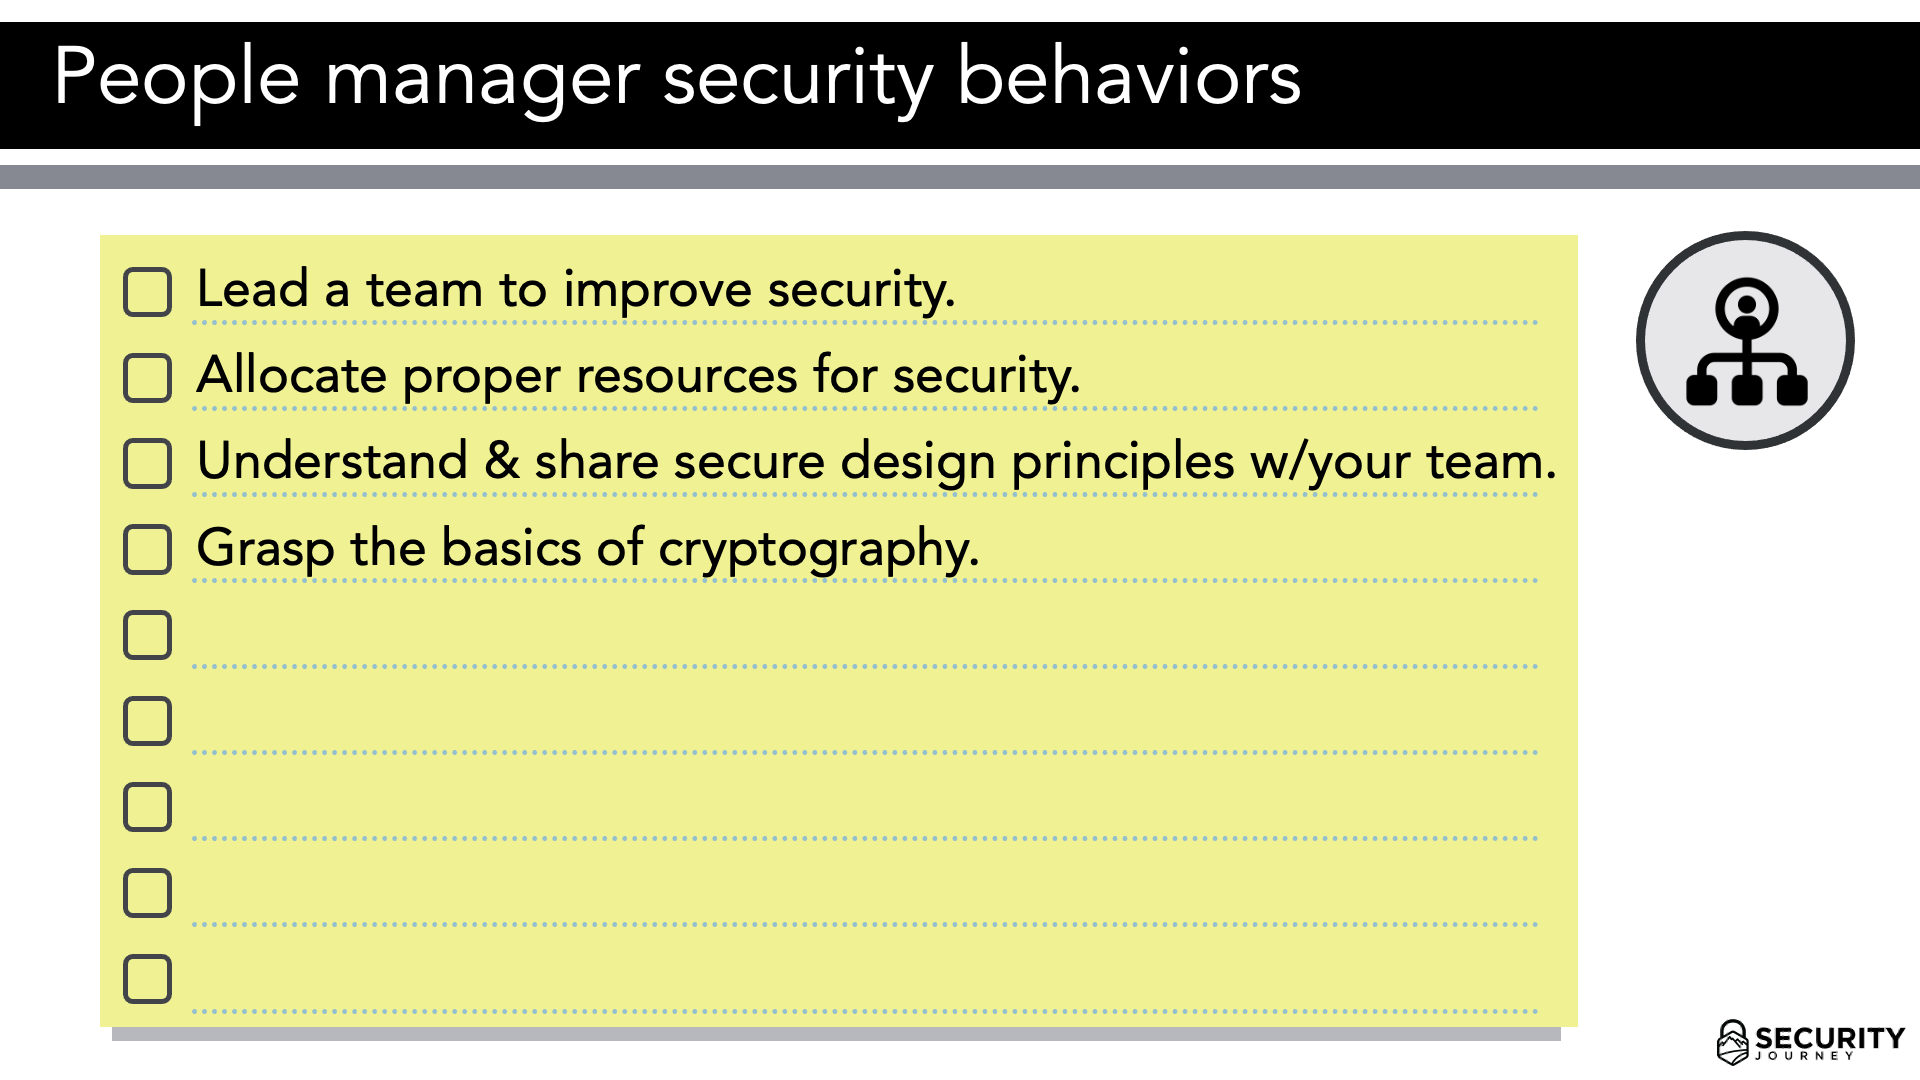 People manager security behaviors
Lead a team to improve security.
Allocate proper resources for security.
Understand & share secure design principles w/your team.
Grasp the basics of cryptography.
SECURITY
JOURNEY